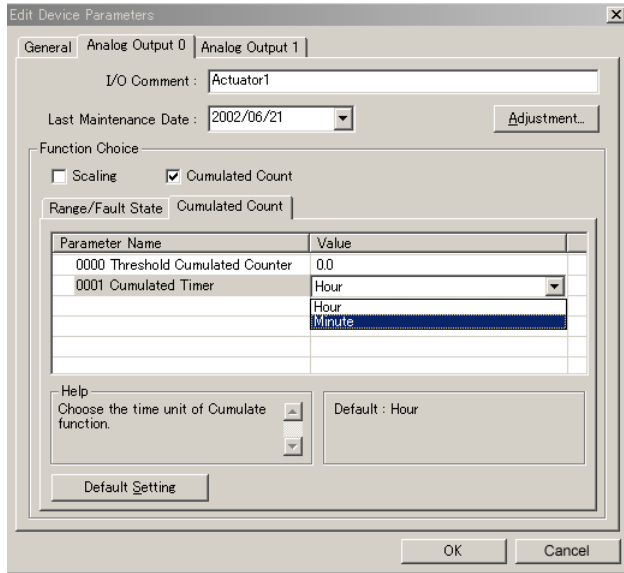 Edit Device Parameters
General Analog Output 0 Analog Output 1
I/O Comment : Actuator1
Last Maintenance Date : 2002/06/21 Adjustment...
Function Choice
Scaling Cumulated Count
Range/Fault State Cumulated Count
Parameter Name Value
0000 Threshold Cumulated Counter 0.0
0001 Cumulated Timer Hour
Hour
Minute
Help
Choose the time unit of Cumulate Default : Hour
function.
Default Setting
OK Cancel